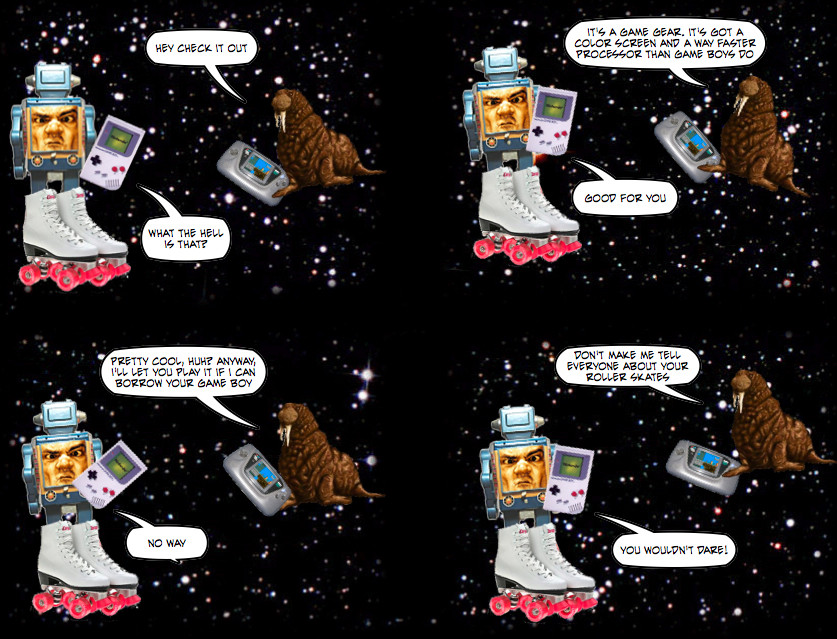 HEY CHECK IT OUT
WHAT THE HELL
IS THAT?
IT'S A GAME GEAR. IT'S GOT A
COLOR SCREEN AND A WAY FASTER
PROCESSOR THAN GAME BOYS DO
GOOD FOR YOU
PRETTY COOL, HUH? ANYWAY,
I'LL LET YOU PLAY IT IF I CAN
BORROW YOUR GAME BOY
NO WAY
DON'T MAKE ME TELL
EVERYONE ABOUT YOUR
ROLLER SKATES
YOU WOULDN'T DARE!